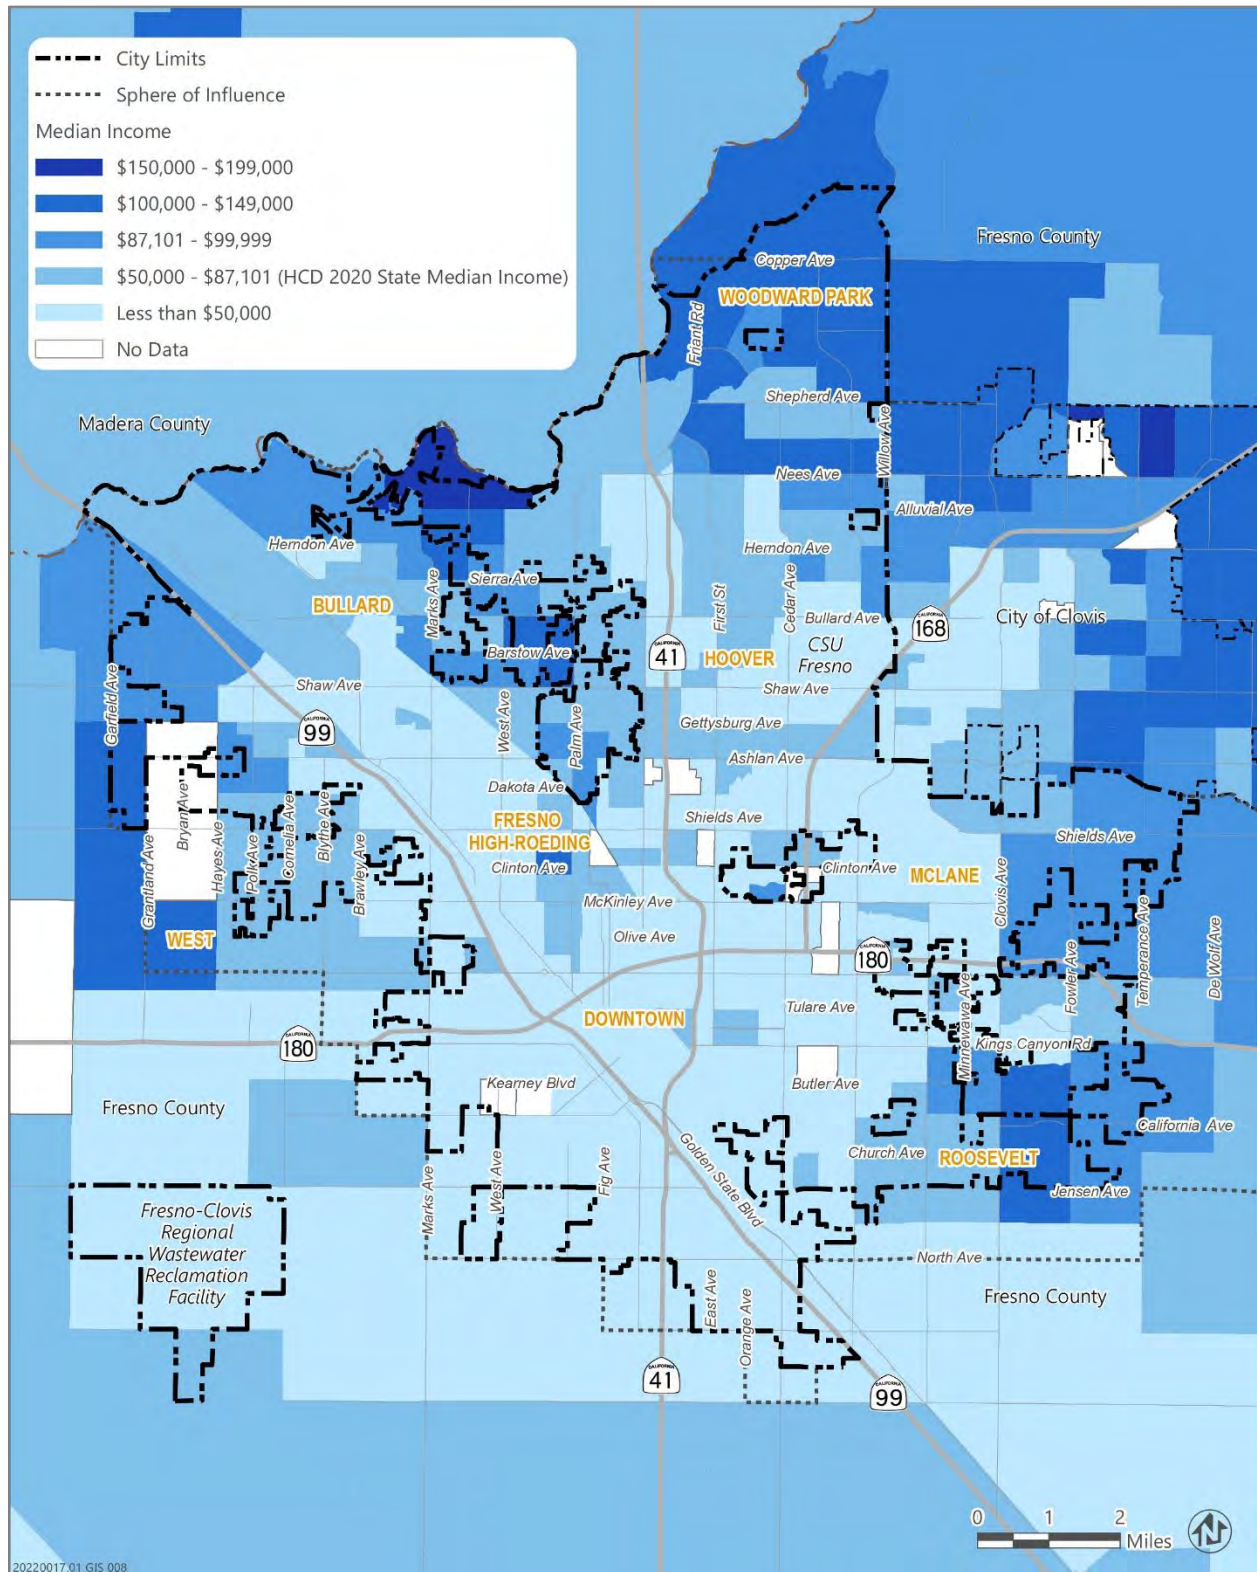 City Limits
Sphere of Influence
Median Income
$150,000 - $199,000
$100,000 - $149,000
$87,101 - $99,999
$50,000 - $87,101 (HCD 2020 State Median Income)
Less than $50,000
No Data
Fresno County
Copper Ave
WOODWARD PARK
Friant Rd
Shepherd Ave
Willow Ave
Madera County
Nees Ave
Alluvial Ave
Herndon Ave
Herndon Ave
Sierra Ave
BULLARD
Marks Ave
First St
Cedar Ave
Bullard Ave
CALIFORNIA
168
City of Clovis
CALIFORNIA
41
Barstow Ave
HOOVER
CSU
Fresno
Shaw Ave
Shaw Ave
Garfield Ave
CALIFORNIA
99
West Ave
Palm Ave
Gettysburg Ave
Ashlan Ave
Dakota Ave
Bryan Ave
Cornelia Ave
Blythe Ave
FRESNO
HIGH-ROEDING
Shields Ave
Shields Ave
Grantland Ave
Hayes Ave
Polk Ave
Brawley Ave
Clinton Ave
Clinton Ave
MCLANE
Clovis Ave
McKinley Ave
WEST
Olive Ave
CALIFORNIA
180
Fowler Ave
Temperance Ave
De Wolf Ave
DOWNTOWN
Tulare Ave
Minnewawa Ave
Kings Canyon Rd
CALIFORNIA
180
Kearney Blvd
Butler Ave
Fresno County
California Ave
Golden State Blvd
Church Ave
ROOSEVELT
Marks Ave
West Ave
Fig Ave
Jensen Ave
Fresno-Clovis
Regional
Wastewater
Reclamation
Facility
North Ave
Fresno County
East Ave
Orange Ave
CALIFORNIA
41
CALIFORNIA
99
0 1 2
Miles
N
20220017.01 GIS 008